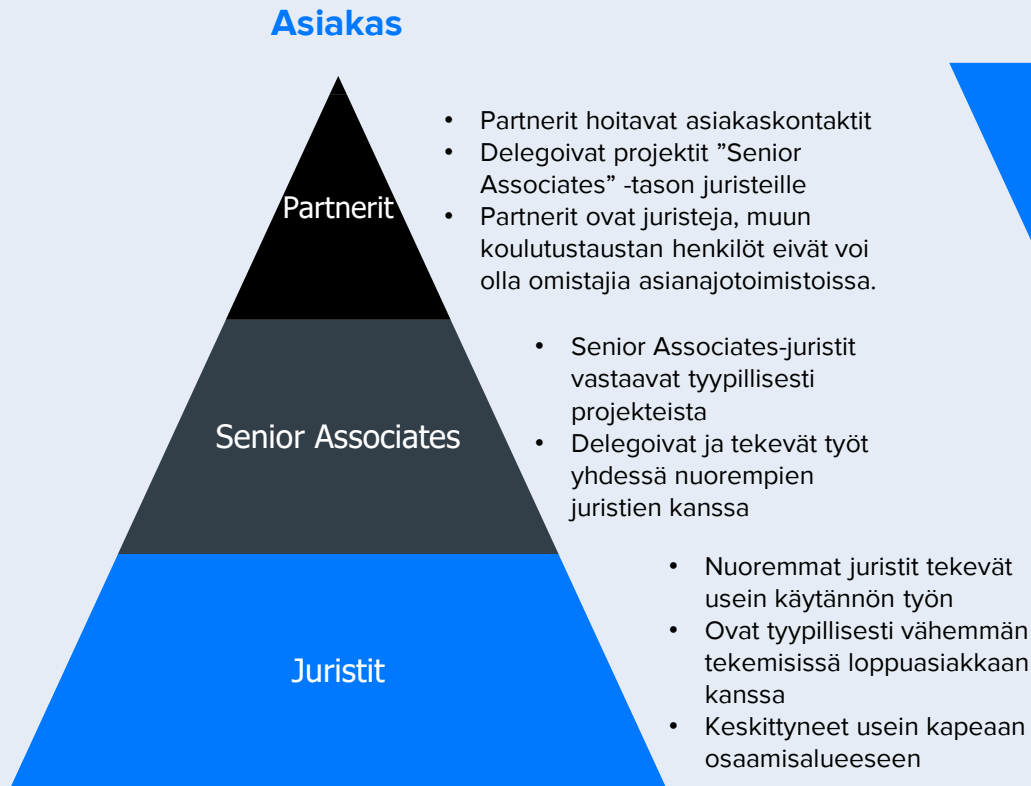 Asiakas
Partnerit
• Partnerit hoitavat asiakaskontaktit
• Delegoivat projektit ”Senior
Associates” -tason juristeille
• Partnerit ovat juristeja, muun
koulutustaustan henkilöt eivät voi
olla omistajia asianajotoimistoissa.
Senior Associates
• Senior Associates-juristit
vastaavat tyypillisesti
projekteista
• Delegoivat ja tekevät työt
yhdessä nuorempien
juristien kanssa
Juristit
• Nuoremmat juristit tekevät
usein käytännön työn
• Ovat tyypillisesti vähemmän
tekemisissä loppuasiakkaan
kanssa
• Keskittyneet usein kapeaan
osaamisalueeseen